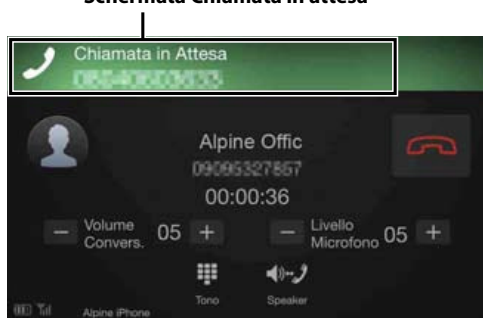 Schermata Chiamata in attesa
Chiamata in Attesa
Alpine Offic
00:00:36
Volume
Convers.
05
Livello
Microfono
05
Tono
Speaker
Alpine iPhone